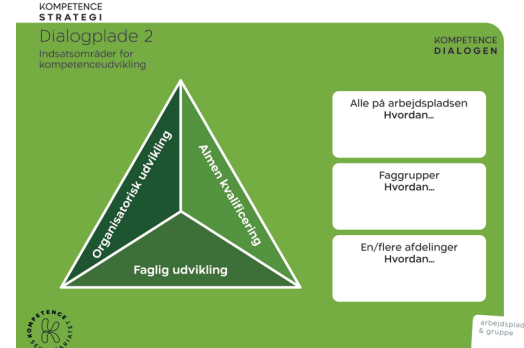 KOMPETENCE
STRATEGI
Dialogplade 2
Indsatsområder for
kompetenceudvikling
KOMPETENCE
DIALOGEN
Organisatorisk udvikling
Almen kvalificering
Faglig udvikling
Alle på arbejdspladsen
Hvordan...
Faggrupper
Hvordan...
En/flere afdelinger
Hvordan...
KOMPETENCE
& gruppe